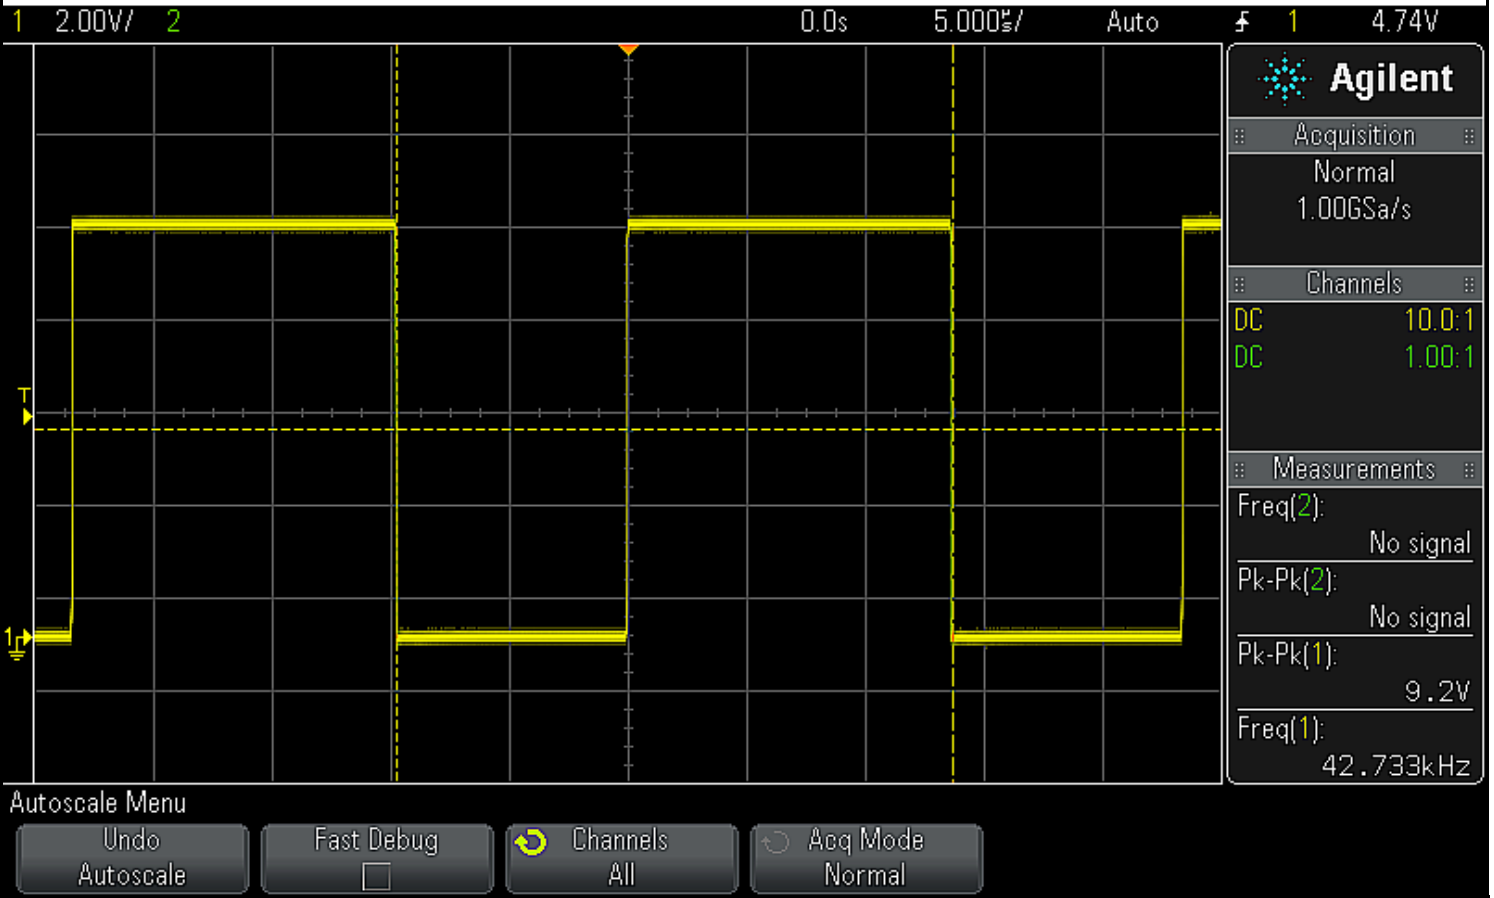 1 2.00V/ 2 0.0s 5.000㎲/ Auto 1 4.74V
Agilent
Acquisition
Normal
1.00GSa/s
Channels
DC 10.0:1
DC 1.00:1
T
Measurements
Freq(2):
No signal
Pk-Pk(2):
No signal
1
Pk-Pk(1):
9.2V
Freq(1):
42.733kHz
Autoscale Menu
Undo Autoscale
Fast Debug
Channels All
Acq Mode Normal